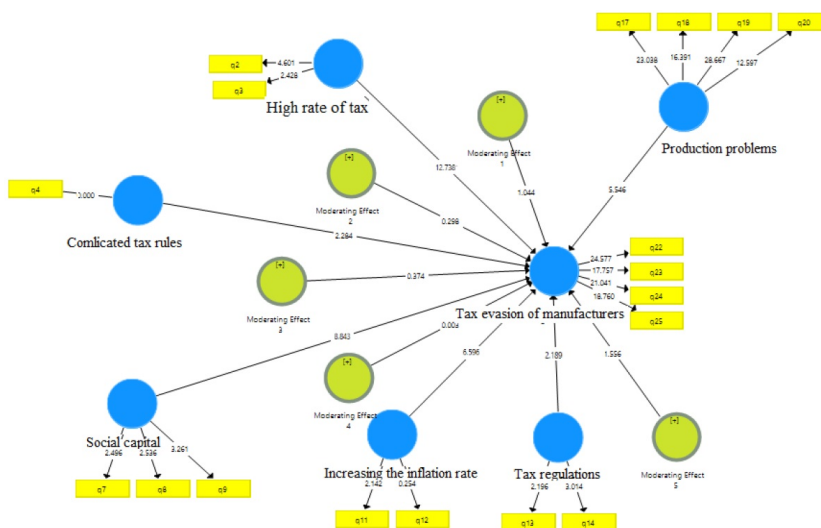 q17
q18
q19
q20
23.038
16.391
28.667
12.597
q2
4.601
q3
2.428
High rate of tax
[+]
Moderating Effect
1
Production problems
12.738
1.044
5.546
[+]
Moderating Effect
2
0.298
q4
Comlicated tax rules
2.284
[+]
Moderating Effect
3
0.374
q22
q23
q24
q25
24.577
17.757
21.041
18.760
Tax evasion of manufacturers
8.843
[+]
Moderating Effect
4
6.596
2.189
1.556
Social capital
2.496
2.536
3.261
q7
q8
q9
Increasing the inflation rate
2.142
0.254
q11
q12
Tax regulations
2.196
3.014
q13
q14
[+]
Moderating Effect
5